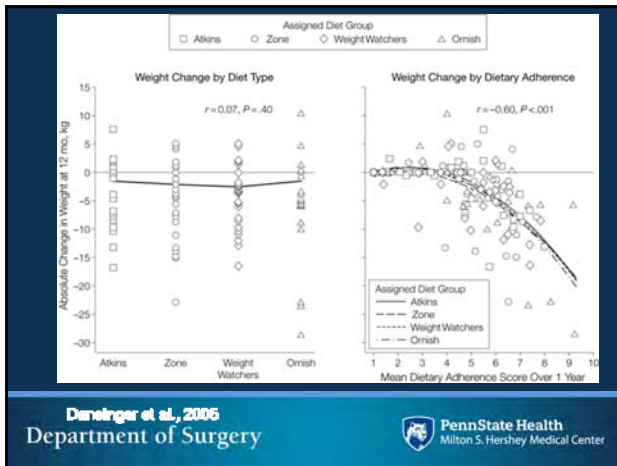 Assigned Diet Group
Atkins Zone Weight Watchers Ornish
Weight Change by Diet Type
r=0.07, P=.40
Absolute Change in Weight at 12 mo, kg
15
10
5
0
−5
−10
−15
−20
−25
−30
Atkins Zone Weight Watchers Ornish
Weight Change by Dietary Adherence
r=−0.60, P<.001
Assigned Diet Group
Atkins
Zone
Weight Watchers
Ornish
1 2 3 4 5 6 7 8 9 10
Mean Dietary Adherence Score Over 1 Year
Dansinger et al., 2005
Department of Surgery
PennState Health
Milton S. Hershey Medical Center